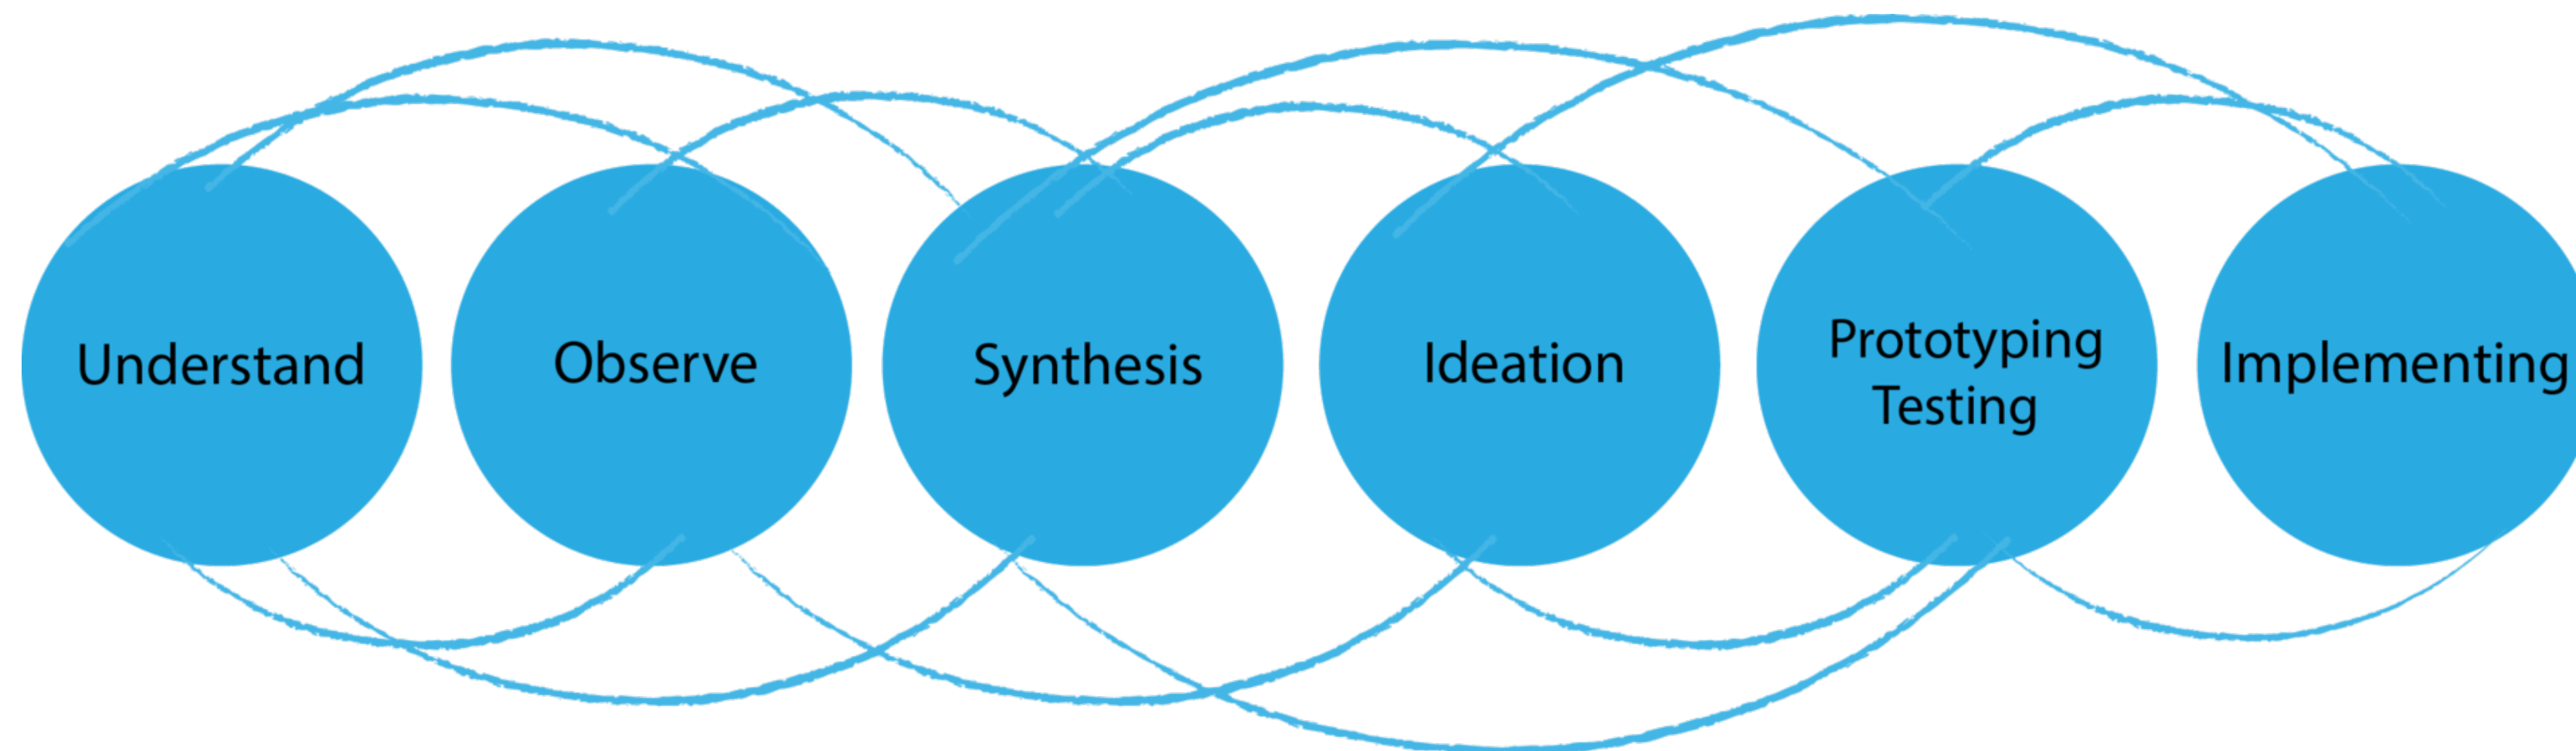 Understand
Observe
Synthesis
Ideation
Prototyping
Testing
Implementing